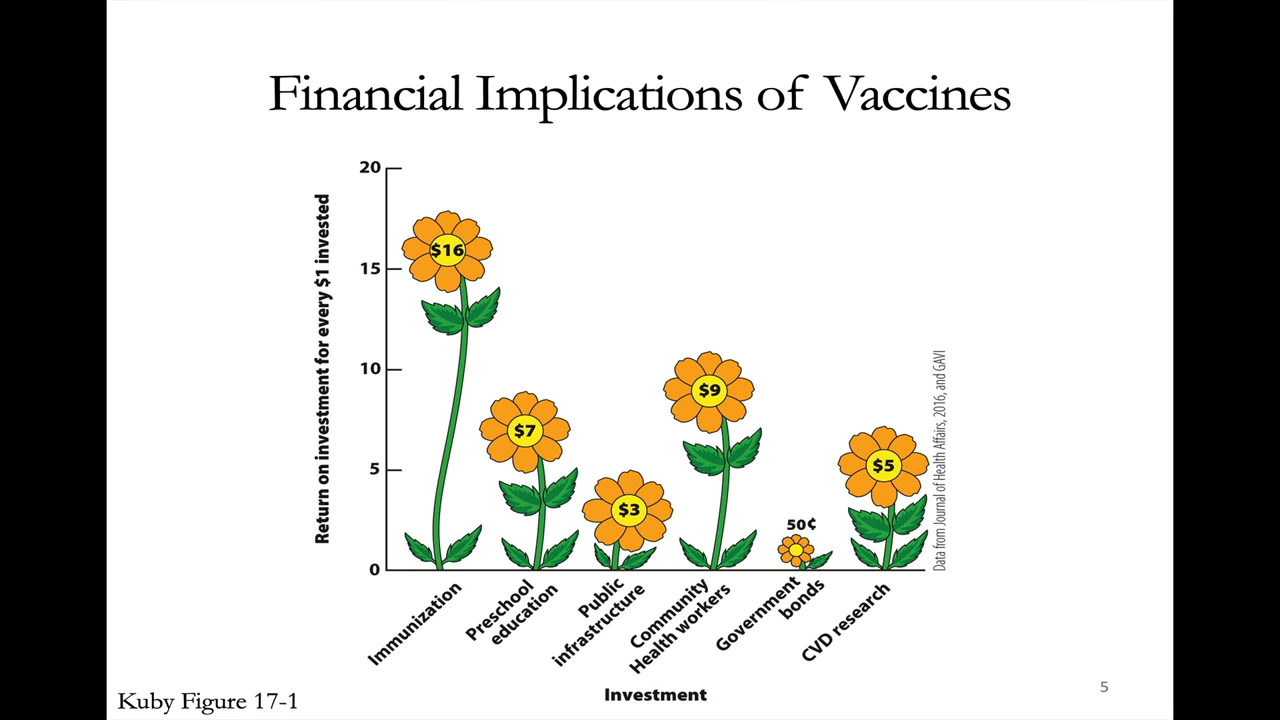 Financial Implications of Vaccines
Return on investment for every $1 invested
20
15
10
5
0
$16
$7
$3
$9
50¢
$5
Immunization
Preschool
education
Public
infrastructure
Community
Health workers
Government
bonds
CVD research
Investment
Data from Journal of Health Affairs, 2016, and GAVI
Kuby Figure 17-1
5